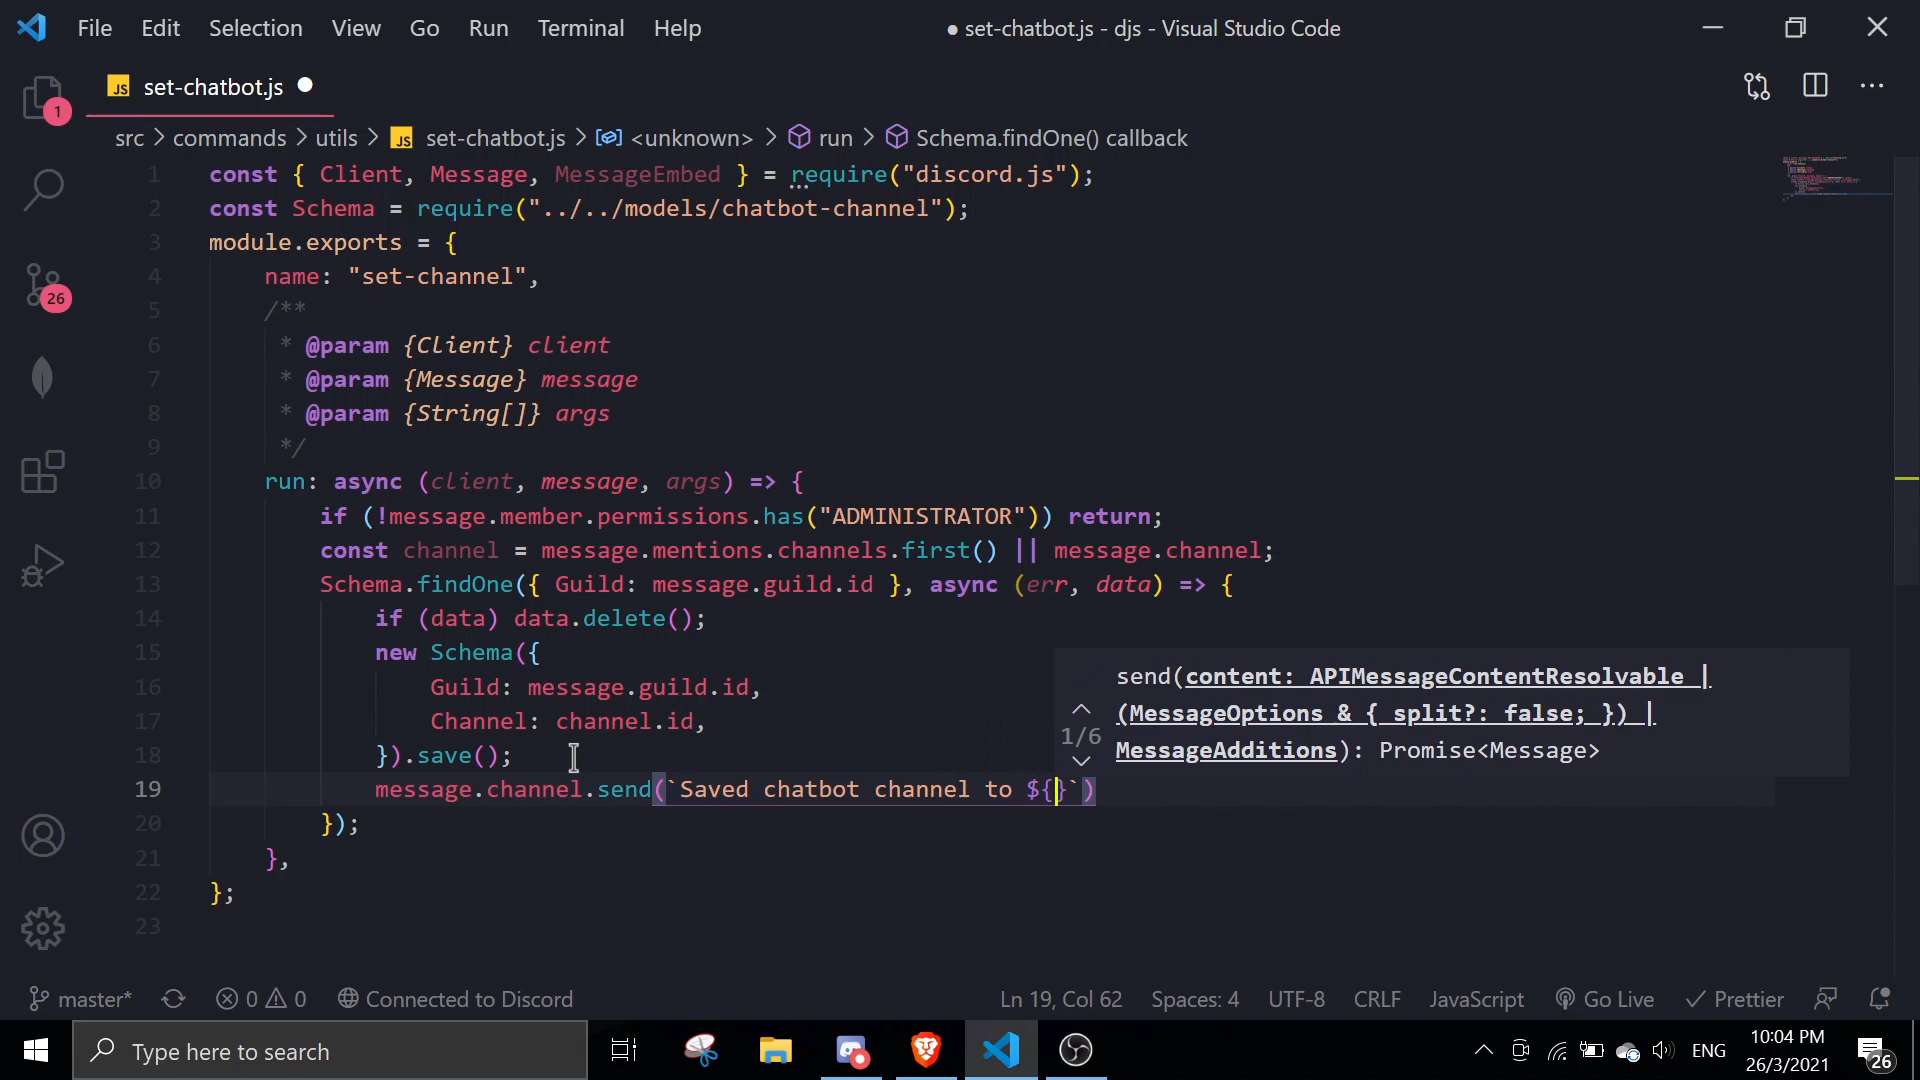 File Edit Selection View Go Run Terminal Help
● set-chatbot.js - djs - Visual Studio Code
1
JS set-chatbot.js
src > commands > utils > JS set-chatbot.js > <unknown> > run > Schema.findOne() callback
1 const { Client, Message, MessageEmbed } = require("discord.js");
2 const Schema = require("../../models/chatbot-channel");
3 module.exports = {
4 name: "set-channel",
5 /**
6 * @param {Client} client
7 * @param {Message} message
8 * @param {String[]} args
9 */
10 run: async (client, message, args) => {
11 if (!message.member.permissions.has("ADMINISTRATOR")) return;
12 const channel = message.mentions.channels.first() || message.channel;
13 Schema.findOne({ Guild: message.guild.id }, async (err, data) => {
14 if (data) data.delete();
15 new Schema({
16 Guild: message.guild.id,
17 Channel: channel.id,
18 }).save();
19 message.channel.send(`Saved chatbot channel to ${}`)
20 });
21 },
22 };
23
26
send(content: APIMessageContentResolvable |
(MessageOptions & { split?: false; }) |
1/6
MessageAdditions): Promise<Message>
master* 0 0 Connected to Discord Ln 19, Col 62 Spaces: 4 UTF-8 CRLF JavaScript Go Live Prettier
Type here to search
ENG
10:04 PM
26/3/2021
26